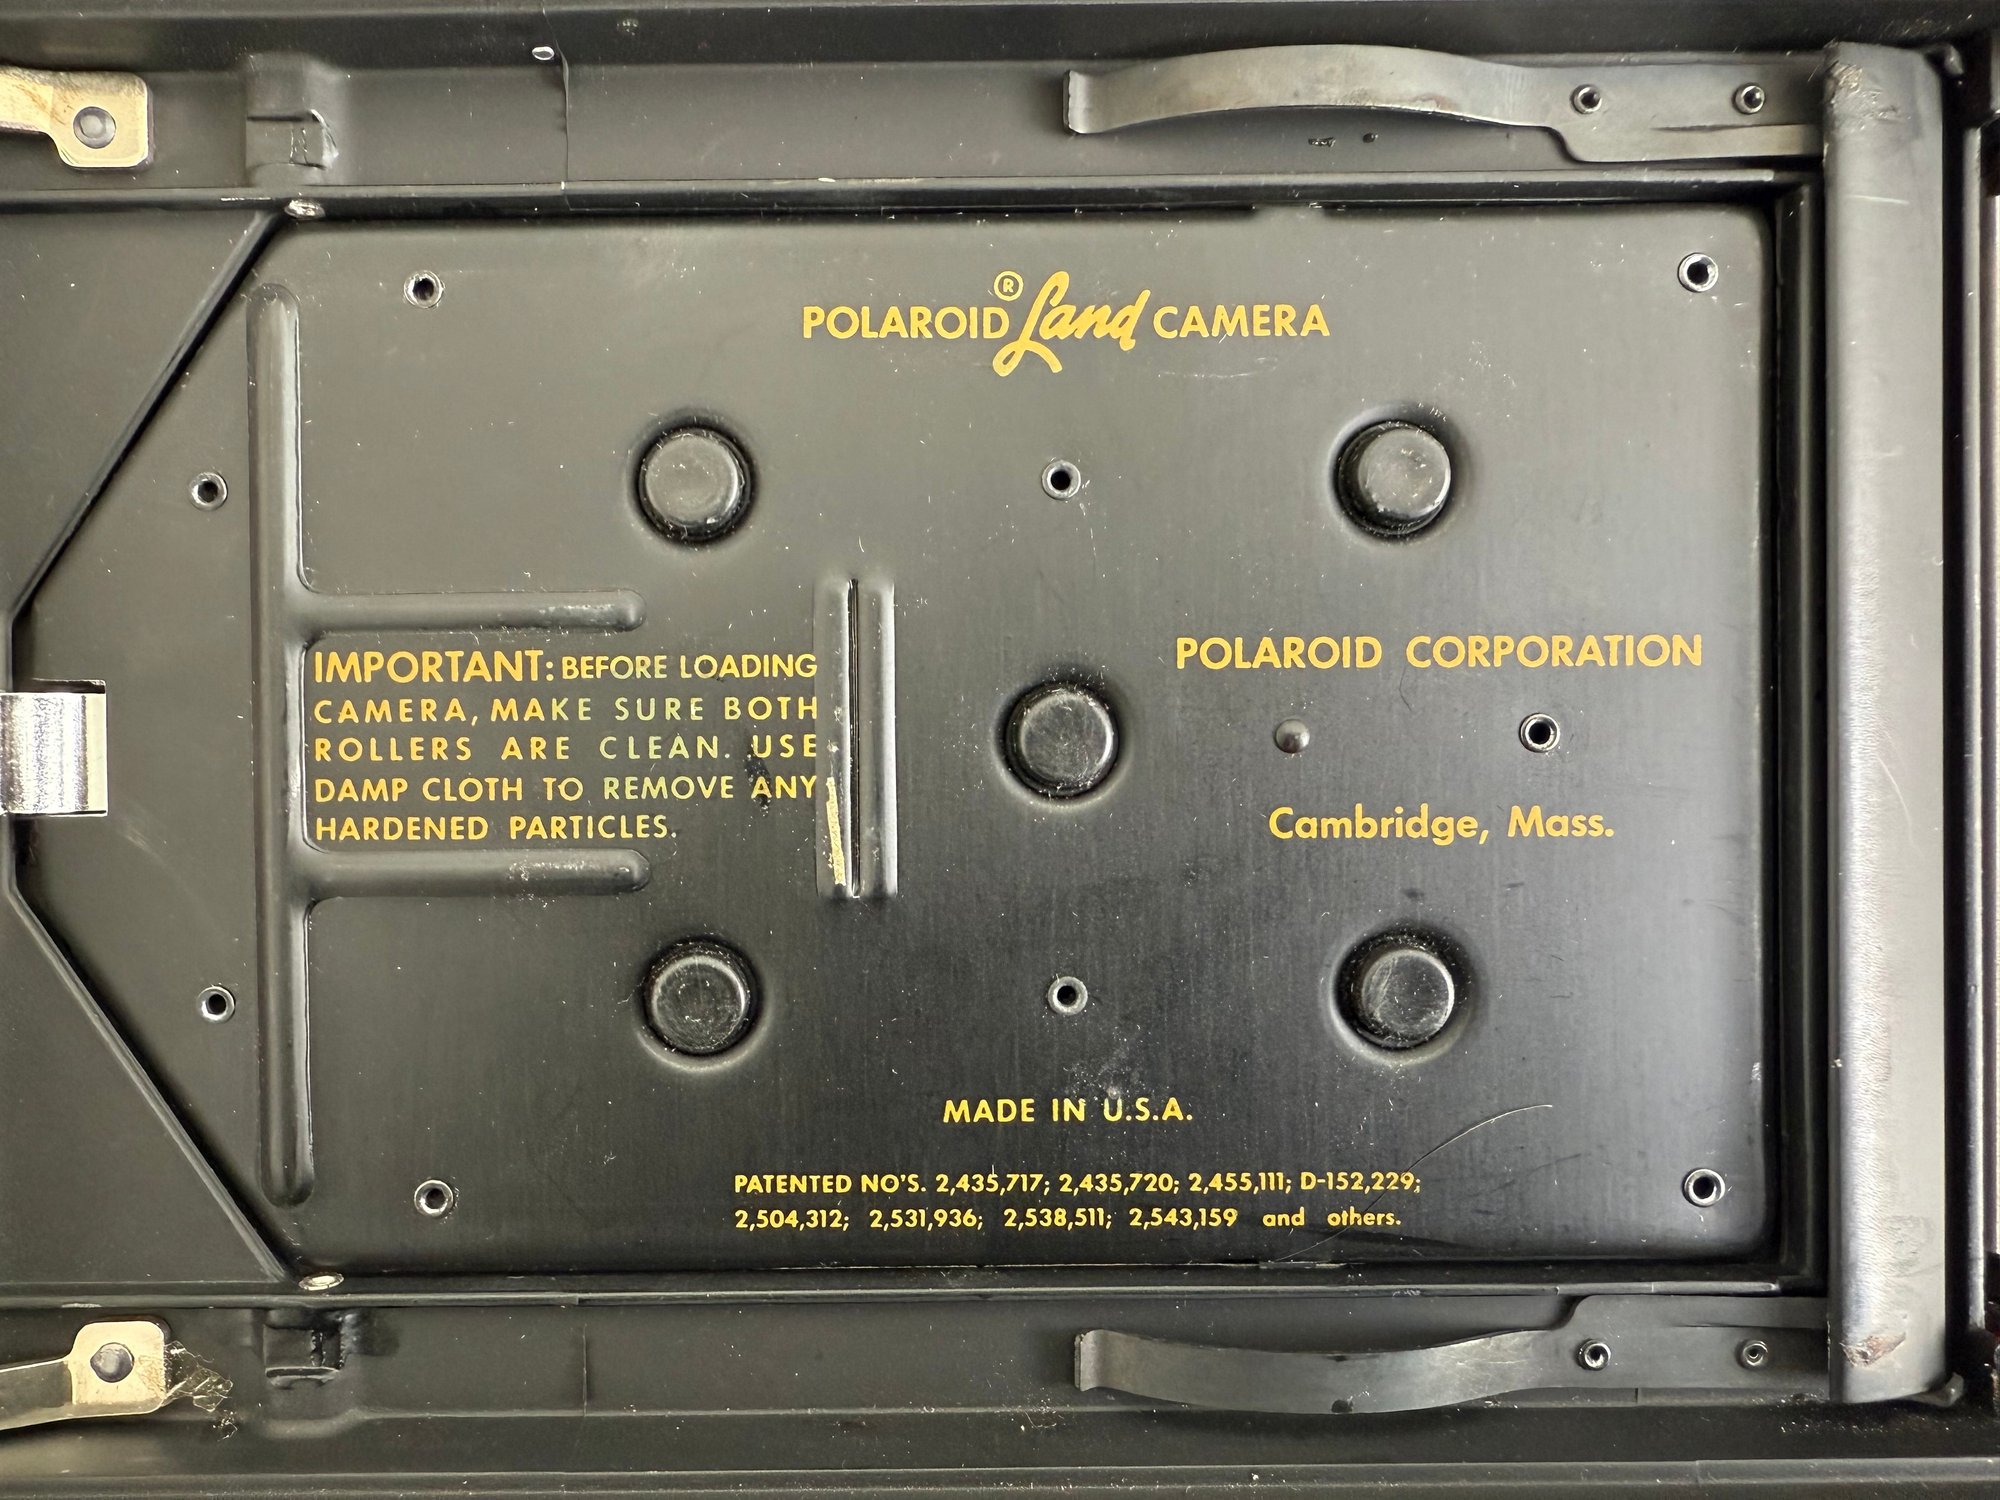 POLAROID® Land CAMERA
IMPORTANT: BEFORE LOADING
CAMERA, MAKE SURE BOTH
ROLLERS ARE CLEAN. USE
DAMP CLOTH TO REMOVE ANY
HARDENED PARTICLES.
POLAROID CORPORATION
Cambridge, Mass.
MADE IN U.S.A.
PATENTED NO'S. 2,435,717; 2,435,720; 2,455,111; D-152,229;
2,504,312; 2,531,936; 2,538,511; 2,543,159 and others.